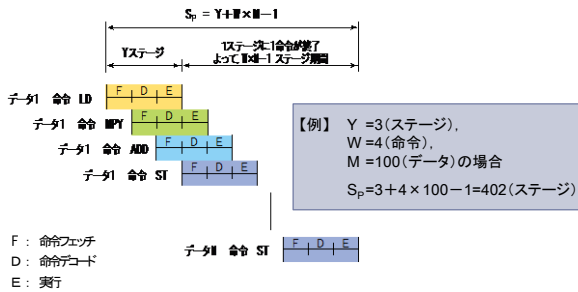 Sₚ = Y+W×M−1
Yステージ
1ステージに1命令が終了
よって W×M−1 ステージ期間
データ1 命令 LD
F D E
データ1 命令 MPY
F D E
データ1 命令 ADD
F D E
データ1 命令 ST
F D E
【例】 Y =3(ステージ),
W =4(命令),
M =100(データ)の場合
Sₚ=3+4×100−1=402(ステージ)
データM 命令 ST
F D E
F : 命令フェッチ
D : 命令デコード
E : 実行